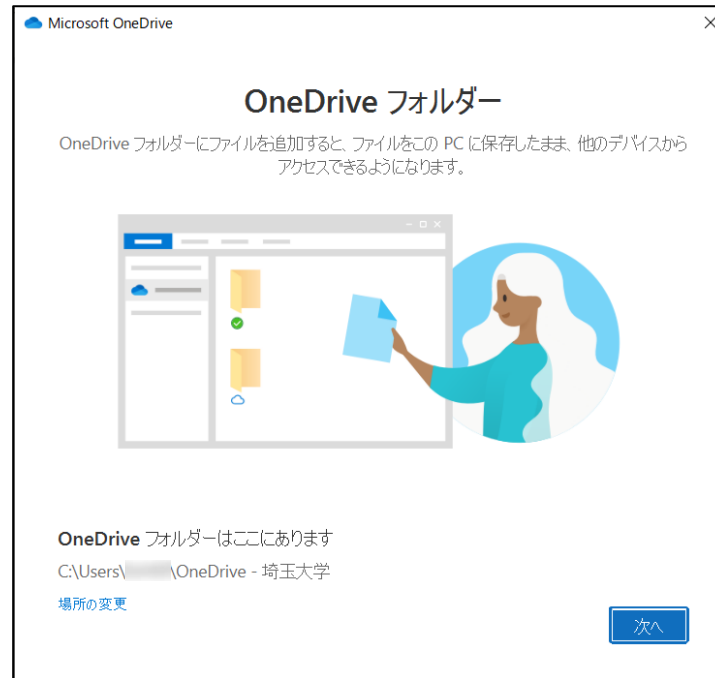 Microsoft OneDrive
OneDrive フォルダー
OneDrive フォルダーにファイルを追加すると、ファイルをこの PC に保存したまま、他のデバイスから
アクセスできるようになります。
OneDrive フォルダーはここにあります
C:\Users\ \OneDrive - 埼玉大学
場所の変更
次へ